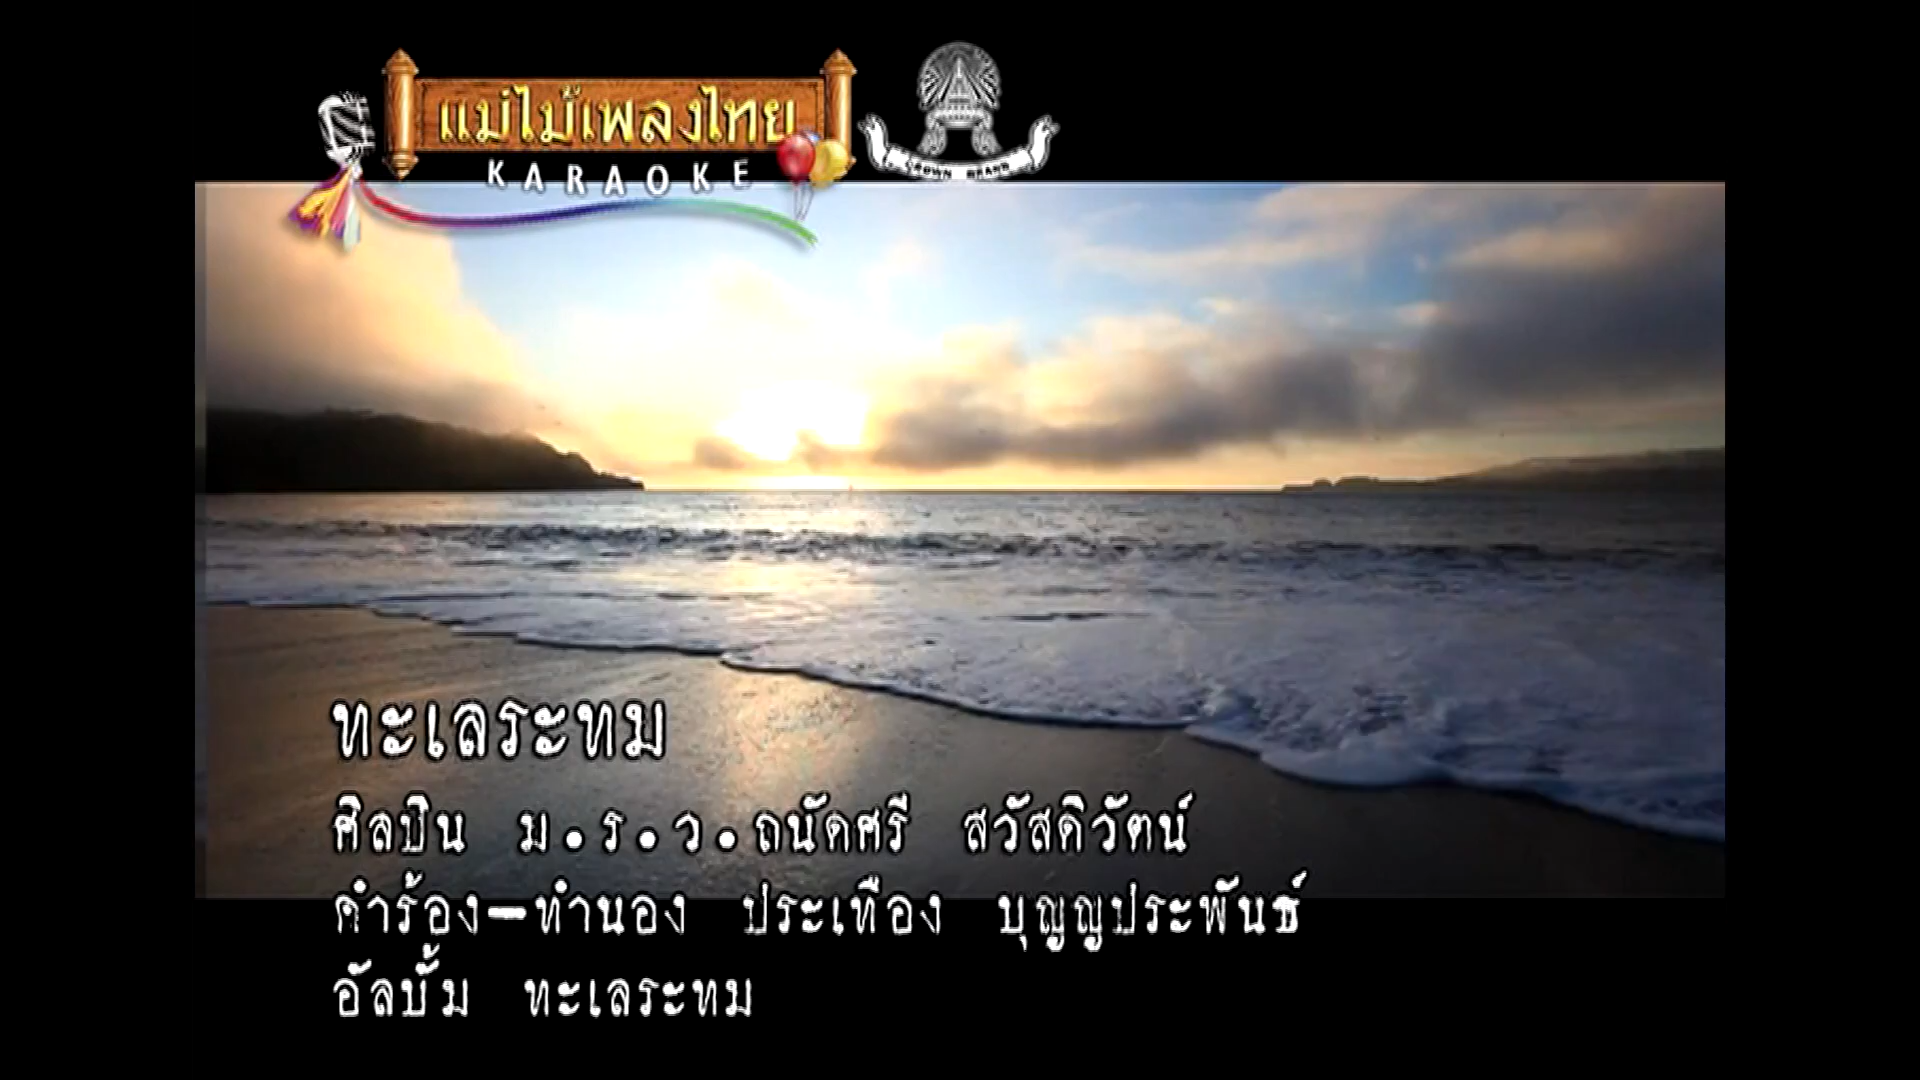 แม่ไม้เพลงไทย
KARAOKE
CROWN BRAND
ทะเลระทม
ศิลปิน ม.ร.ว.ถนัดศรี สวัสดิวัตน์
คำร้อง-ทำนอง ประเทือง บุญญประพันธ์
อัลบั้ม ทะเลระทม